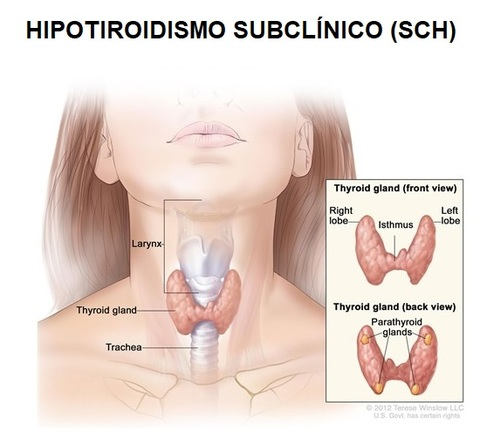 HIPOTIROIDISMO SUBCLÍNICO (SCH)
Larynx
Thyroid gland
Trachea
Thyroid gland (front view)
Right
lobe
Isthmus
Left
lobe
Thyroid gland (back view)
Parathyroid
glands
© 2012 Terese Winslow LLC
U.S. Govt. has certain rights